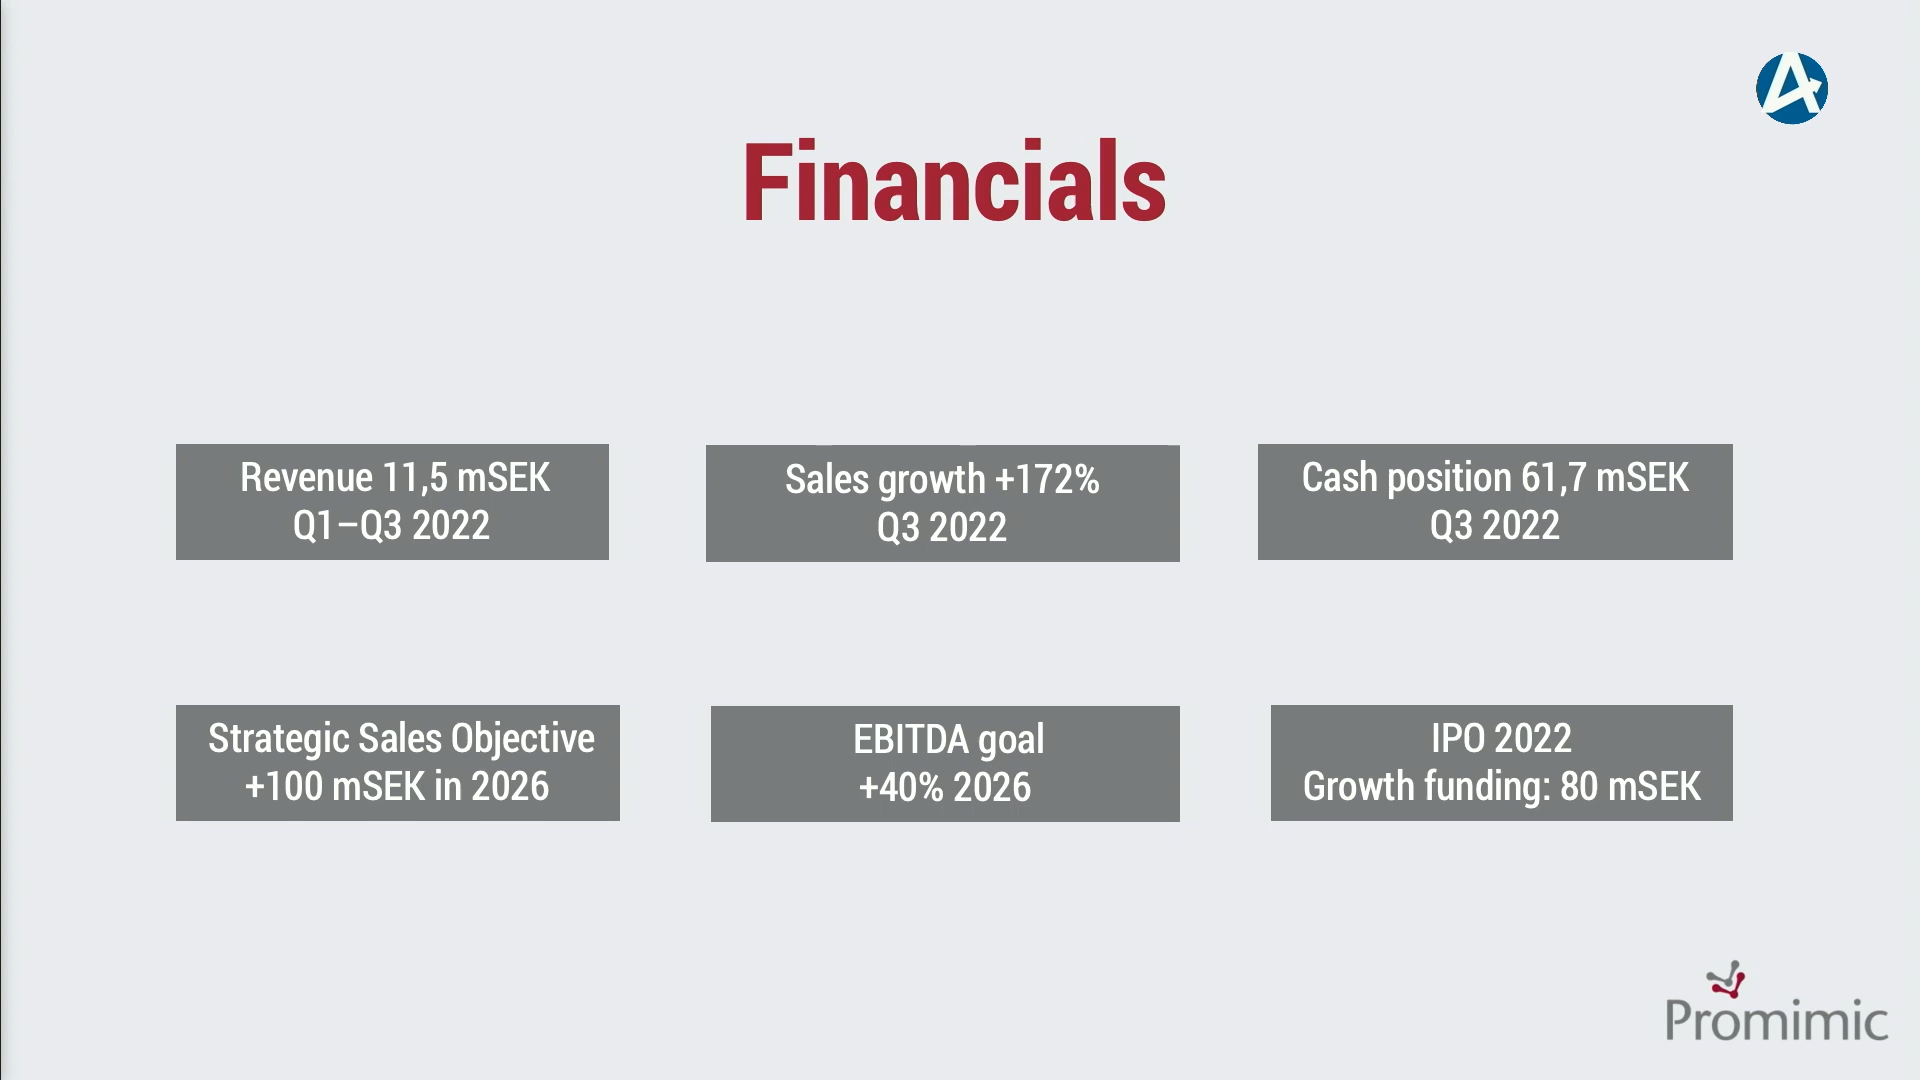 Financials
Revenue 11,5 mSEK
Q1–Q3 2022
Sales growth +172%
Q3 2022
Cash position 61,7 mSEK
Q3 2022
Strategic Sales Objective
+100 mSEK in 2026
EBITDA goal
+40% 2026
IPO 2022
Growth funding: 80 mSEK
Promimic